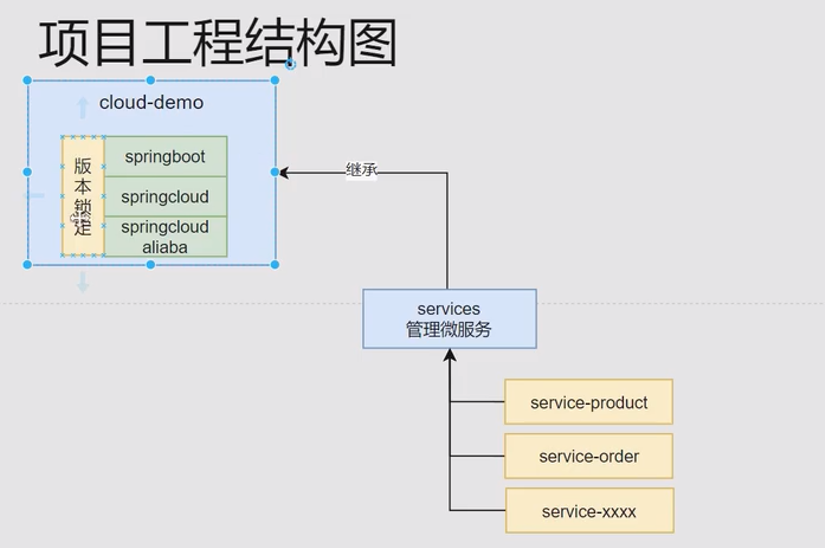 项目工程结构图
cloud-demo
版
本
锁
定
springboot
springcloud
springcloud
aliaba
继承
services
管理微服务
service-product
service-order
service-xxxx